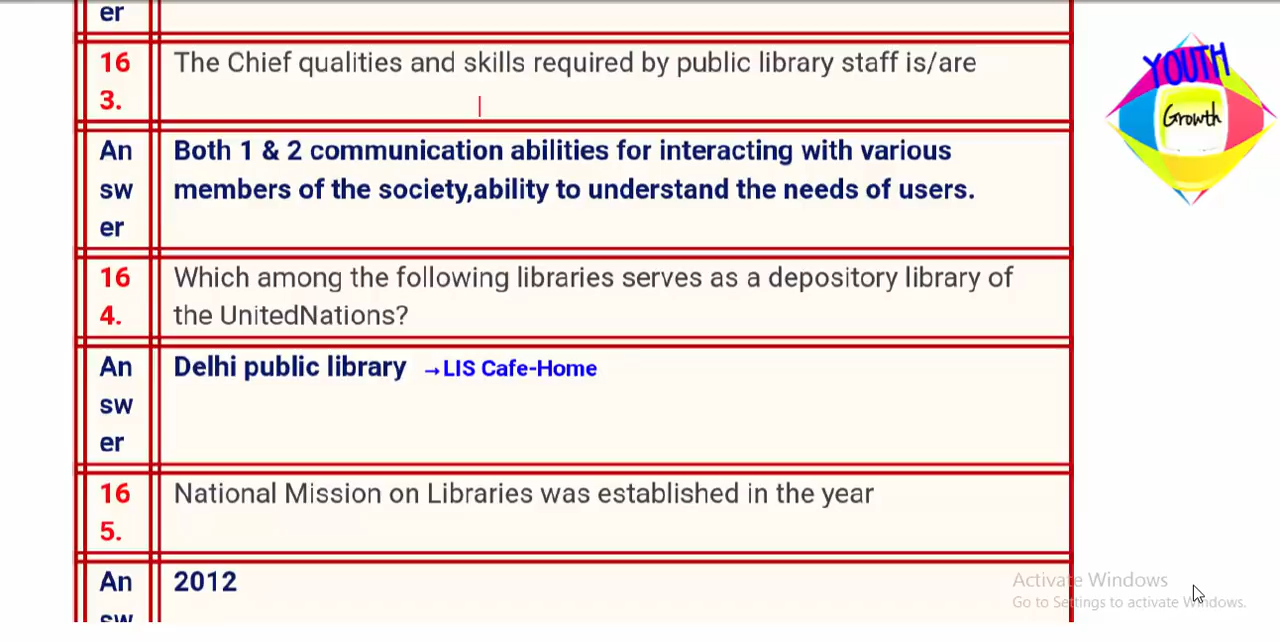 er
16 The Chief qualities and skills required by public library staff is/are
3.
An Both 1 & 2 communication abilities for interacting with various
sw members of the society,ability to understand the needs of users.
er
16 Which among the following libraries serves as a depository library of
4. the UnitedNations?
An Delhi public library →LIS Cafe-Home
sw
er
16 National Mission on Libraries was established in the year
5.
An 2012
sw
YOUTH
Growth
Activate Windows
Go to Settings to activate Windows.